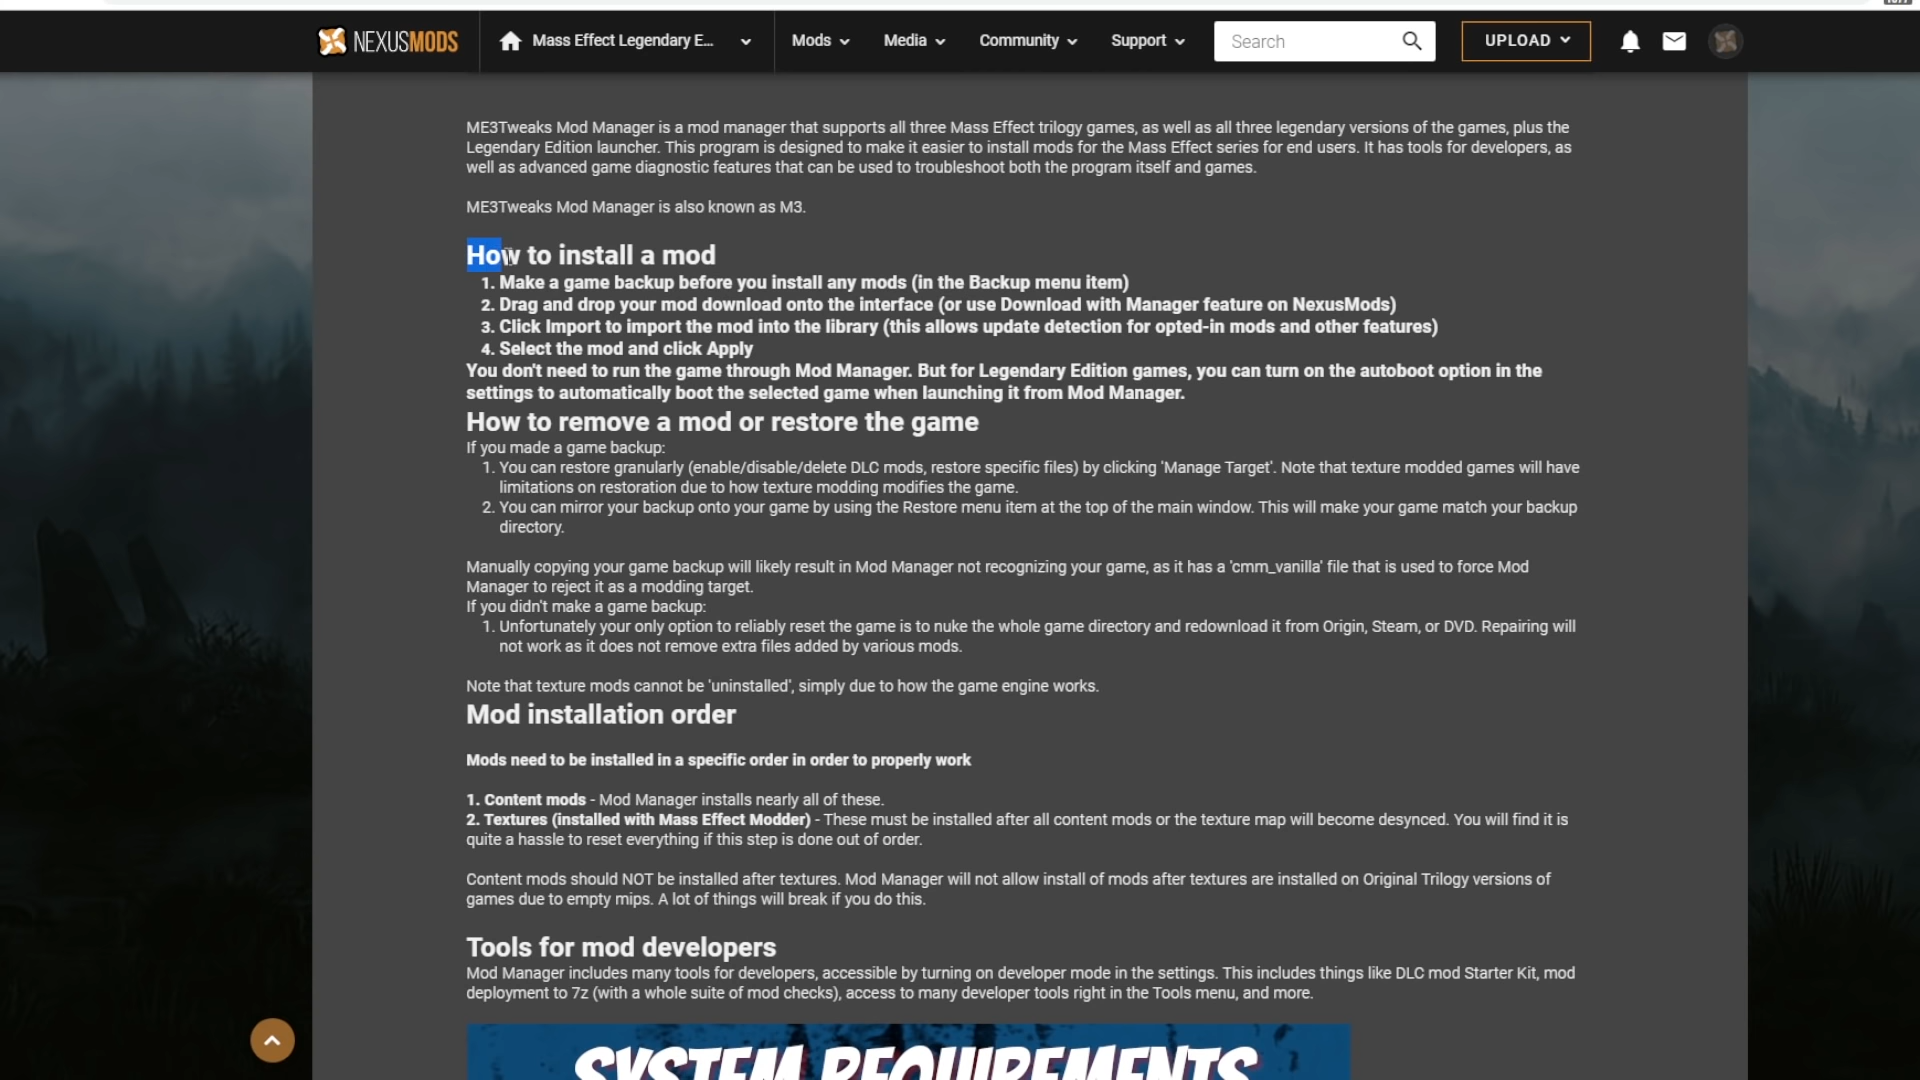 NEXUSMODS
Mass Effect Legendary E...
Mods
Media
Community
Support
Search
UPLOAD
ME3Tweaks Mod Manager is a mod manager that supports all three Mass Effect trilogy games, as well as all three legendary versions of the games, plus the
Legendary Edition launcher. This program is designed to make it easier to install mods for the Mass Effect series for end users. It has tools for developers, as
well as advanced game diagnostic features that can be used to troubleshoot both the program itself and games.
ME3Tweaks Mod Manager is also known as M3.
How to install a mod
1. Make a game backup before you install any mods (in the Backup menu item)
2. Drag and drop your mod download onto the interface (or use Download with Manager feature on NexusMods)
3. Click Import to import the mod into the library (this allows update detection for opted-in mods and other features)
4. Select the mod and click Apply
You don't need to run the game through Mod Manager. But for Legendary Edition games, you can turn on the autoboot option in the
settings to automatically boot the selected game when launching it from Mod Manager.
How to remove a mod or restore the game
If you made a game backup:
1. You can restore granularly (enable/disable/delete DLC mods, restore specific files) by clicking 'Manage Target'. Note that texture modded games will have
limitations on restoration due to how texture modding modifies the game.
2. You can mirror your backup onto your game by using the Restore menu item at the top of the main window. This will make your game match your backup
directory.
Manually copying your game backup will likely result in Mod Manager not recognizing your game, as it has a 'cmm_vanilla' file that is used to force Mod
Manager to reject it as a modding target.
If you didn't make a game backup:
1. Unfortunately your only option to reliably reset the game is to nuke the whole game directory and redownload it from Origin, Steam, or DVD. Repairing will
not work as it does not remove extra files added by various mods.
Note that texture mods cannot be 'uninstalled', simply due to how the game engine works.
Mod installation order
Mods need to be installed in a specific order in order to properly work
1. Content mods - Mod Manager installs nearly all of these.
2. Textures (installed with Mass Effect Modder) - These must be installed after all content mods or the texture map will become desynced. You will find it is
quite a hassle to reset everything if this step is done out of order.
Content mods should NOT be installed after textures. Mod Manager will not allow install of mods after textures are installed on Original Trilogy versions of
games due to empty mips. A lot of things will break if you do this.
Tools for mod developers
Mod Manager includes many tools for developers, accessible by turning on developer mode in the settings. This includes things like DLC mod Starter Kit, mod
deployment to 7z (with a whole suite of mod checks), access to many developer tools right in the Tools menu, and more.
SYSTEM REQUIREMENTS